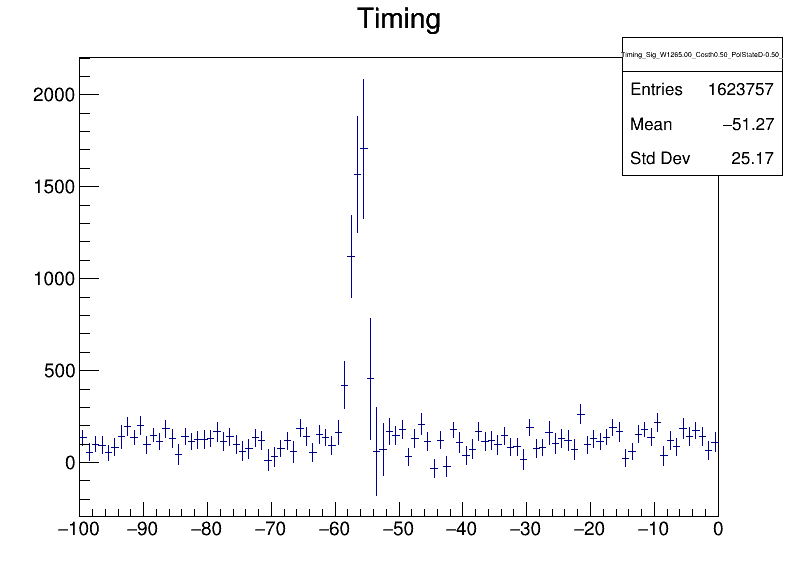 Timing
Timing_Sig_W1265.00_Costh0.50_PolStateD-0.50_
Entries 1623757
Mean −51.27
Std Dev 25.17
2000
1500
1000
500
0
−100 −90 −80 −70 −60 −50 −40 −30 −20 −10 0